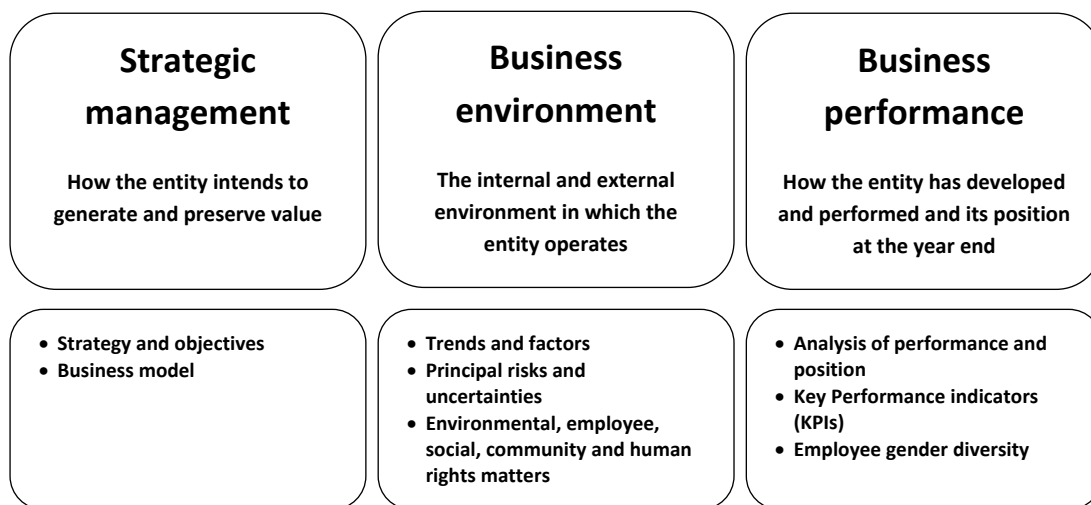 Strategic
management
How the entity intends to
generate and preserve value
Business
environment
The internal and external
environment in which the
entity operates
Business
performance
How the entity has developed
and performed and its position
at the year end
• Strategy and objectives
• Business model
• Trends and factors
• Principal risks and
uncertainties
• Environmental, employee,
social, community and human
rights matters
• Analysis of performance and
position
• Key Performance indicators
(KPIs)
• Employee gender diversity